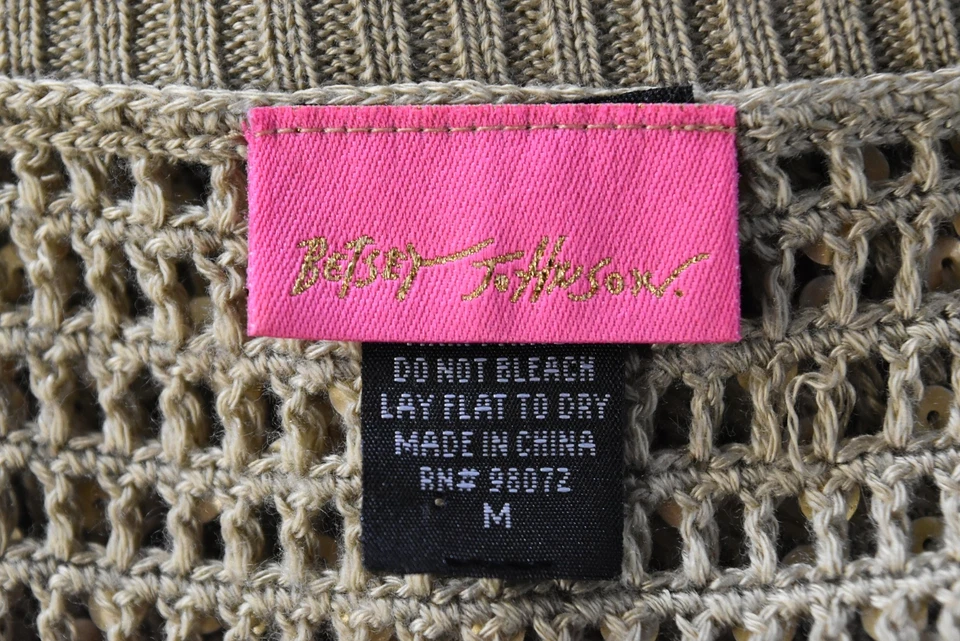 BETSEY JOHNSON.
DO NOT BLEACH
LAY FLAT TO DRY
MADE IN CHINA
RN# 98072
M